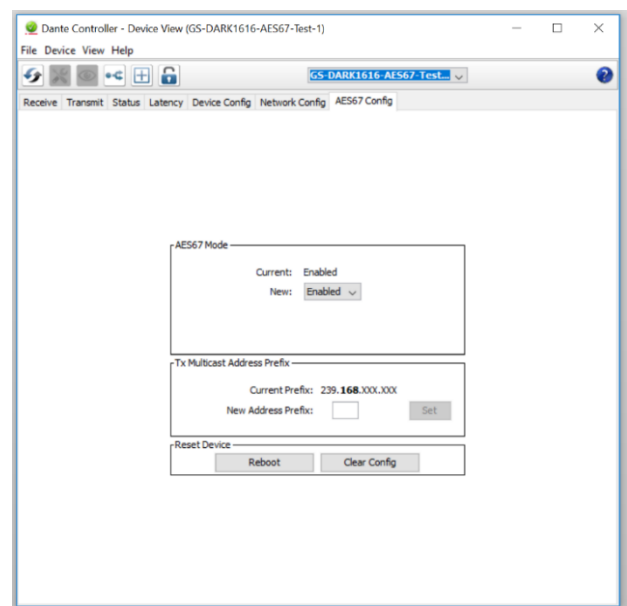 Dante Controller - Device View (GS-DARK1616-AES67-Test-1)
File Device View Help
GS-DARK1616-AES67-Test...
Receive Transmit Status Latency Device Config Network Config AES67 Config
AES67 Mode
Current: Enabled
New: Enabled
Tx Multicast Address Prefix
Current Prefix: 239.168.XXX.XXX
New Address Prefix: Set
Reset Device
Reboot Clear Config